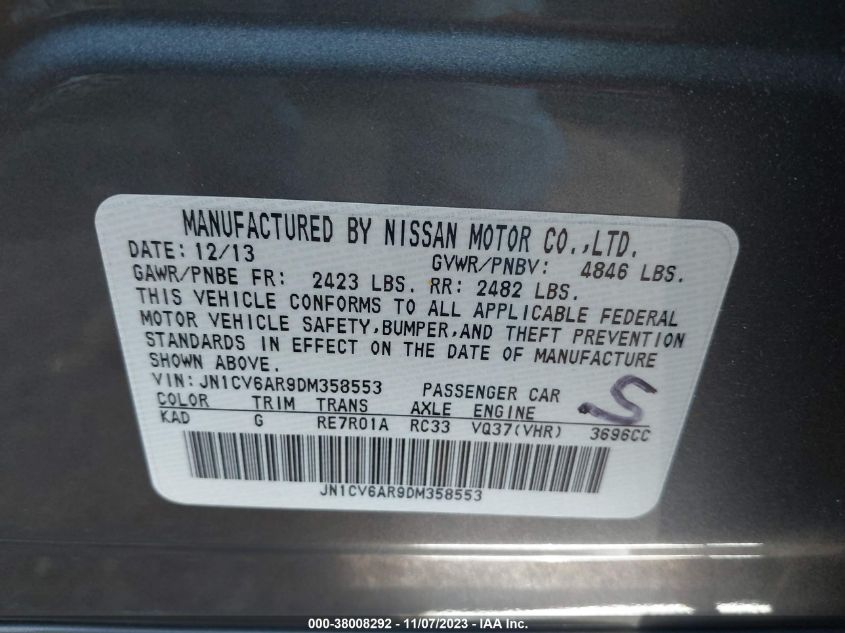 MANUFACTURED BY NISSAN MOTOR CO.,LTD.
DATE: 12/13 GVWR/PNBV: 4846 LBS.
GAWR/PNBE FR: 2423 LBS. RR: 2482 LBS.
THIS VEHICLE CONFORMS TO ALL APPLICABLE FEDERAL
MOTOR VEHICLE SAFETY,BUMPER,AND THEFT PREVENTION
STANDARDS IN EFFECT ON THE DATE OF MANUFACTURE
SHOWN ABOVE.
VIN: JN1CV6AR9DM358553 PASSENGER CAR
COLOR TRIM TRANS AXLE ENGINE
KAD G RE7R01A RC33 VQ37(VHR) 3696CC
JN1CV6AR9DM358553
000-38008292 - 11/07/2023 - IAA Inc.